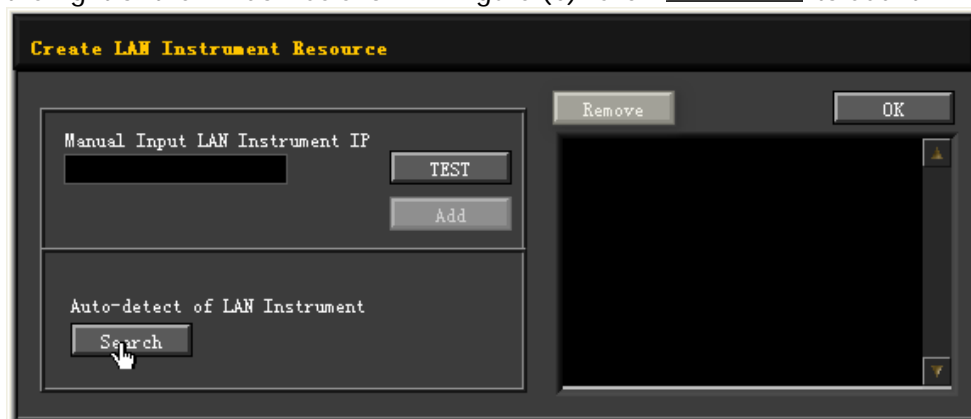 Create LAN Instrument Resource
Remove
OK
Manual Input LAN Instrument IP
TEST
Add
Auto-detect of LAN Instrument
Search